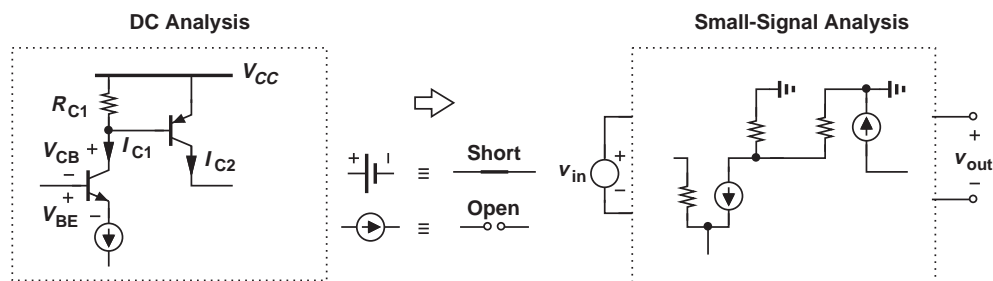 DC Analysis
Small-Signal Analysis
V_CC
R_C1
V_CB + −
I_C1
I_C2
V_BE + −
+ −
≡
Short
≡
Open
v_in + −
+ v_out −